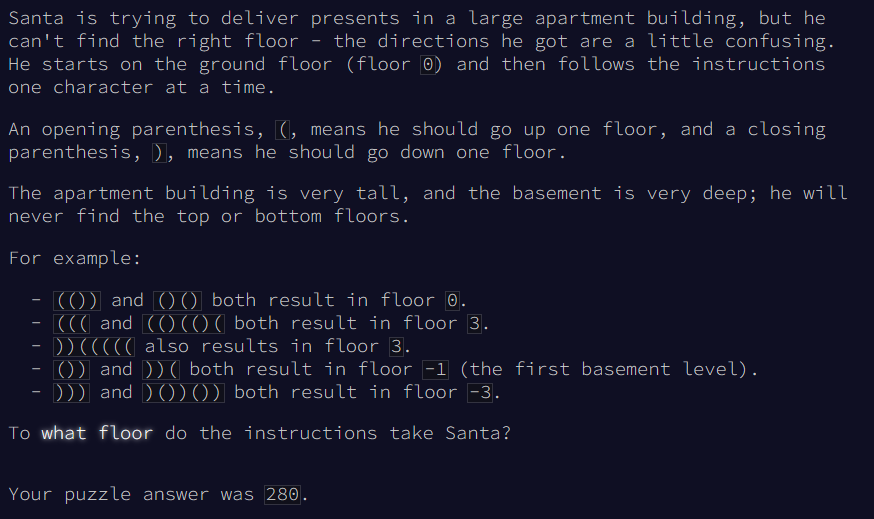 Santa is trying to deliver presents in a large apartment building, but he
can't find the right floor - the directions he got are a little confusing.
He starts on the ground floor (floor 0) and then follows the instructions
one character at a time.
An opening parenthesis, (, means he should go up one floor, and a closing
parenthesis, ), means he should go down one floor.
The apartment building is very tall, and the basement is very deep; he will
never find the top or bottom floors.
For example:
- (()) and ()() both result in floor 0.
- ((( and (()(()( both result in floor 3.
- ))((((( also results in floor 3.
- ()) and ))( both result in floor -1 (the first basement level).
- ))) and )())()) both result in floor -3.
To what floor do the instructions take Santa?
Your puzzle answer was 280.